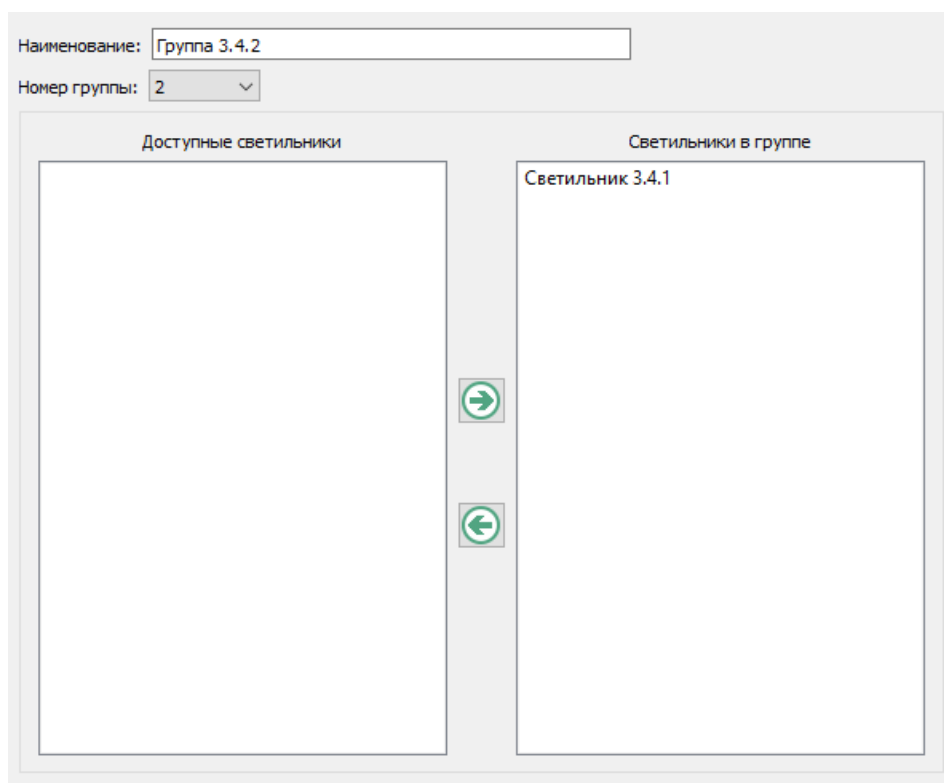 Наименование: Группа 3.4.2
Номер группы: 2
Доступные светильники Светильники в группе
Светильник 3.4.1